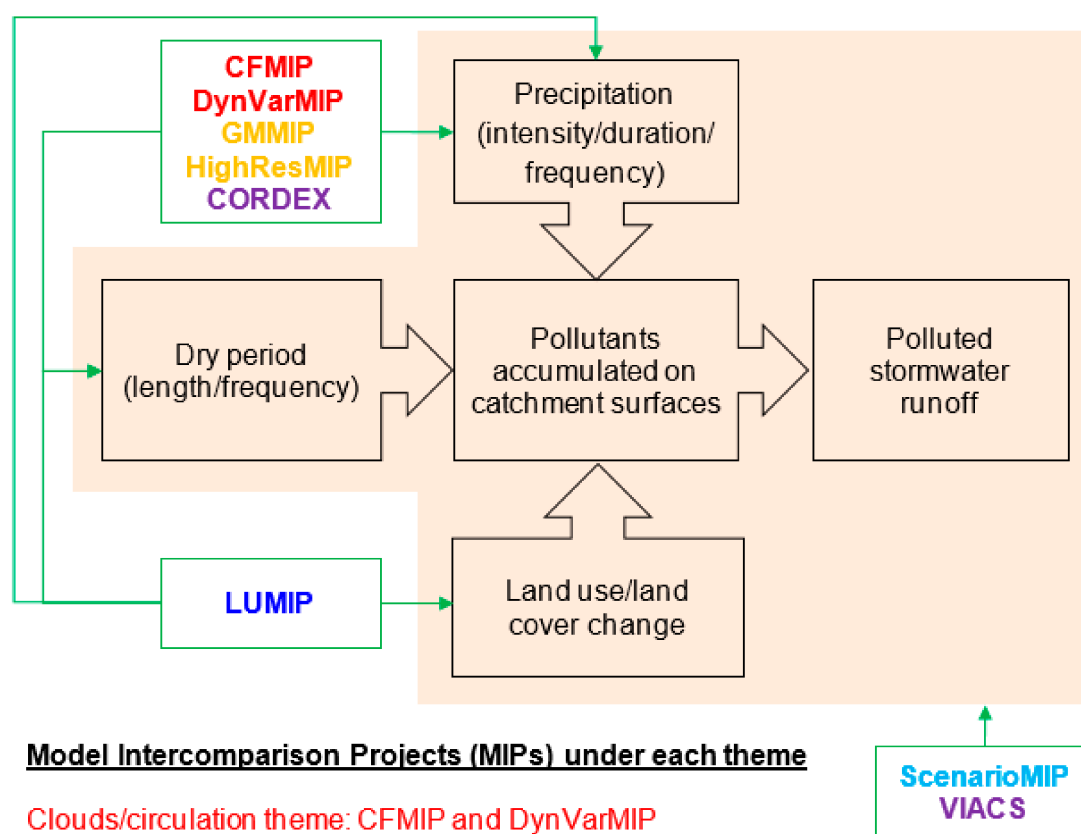 CFMIP
DynVarMIP
GMMIP
HighResMIP
CORDEX
Precipitation
(intensity/duration/
frequency)
Dry period
(length/frequency)
Pollutants
accumulated on
catchment surfaces
Polluted
stormwater
runoff
LUMIP
Land use/land
cover change
Model Intercomparison Projects (MIPs) under each theme
ScenarioMIP
VIACS
Clouds/circulation theme: CFMIP and DynVarMIP